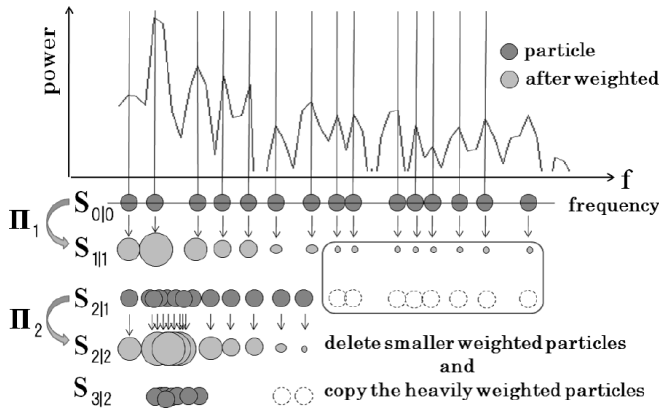 power
particle
after weighted
f
frequency
S0|0
Π1
S1|1
S2|1
Π2
S2|2
delete smaller weighted particles
and
copy the heavily weighted particles
S3|2